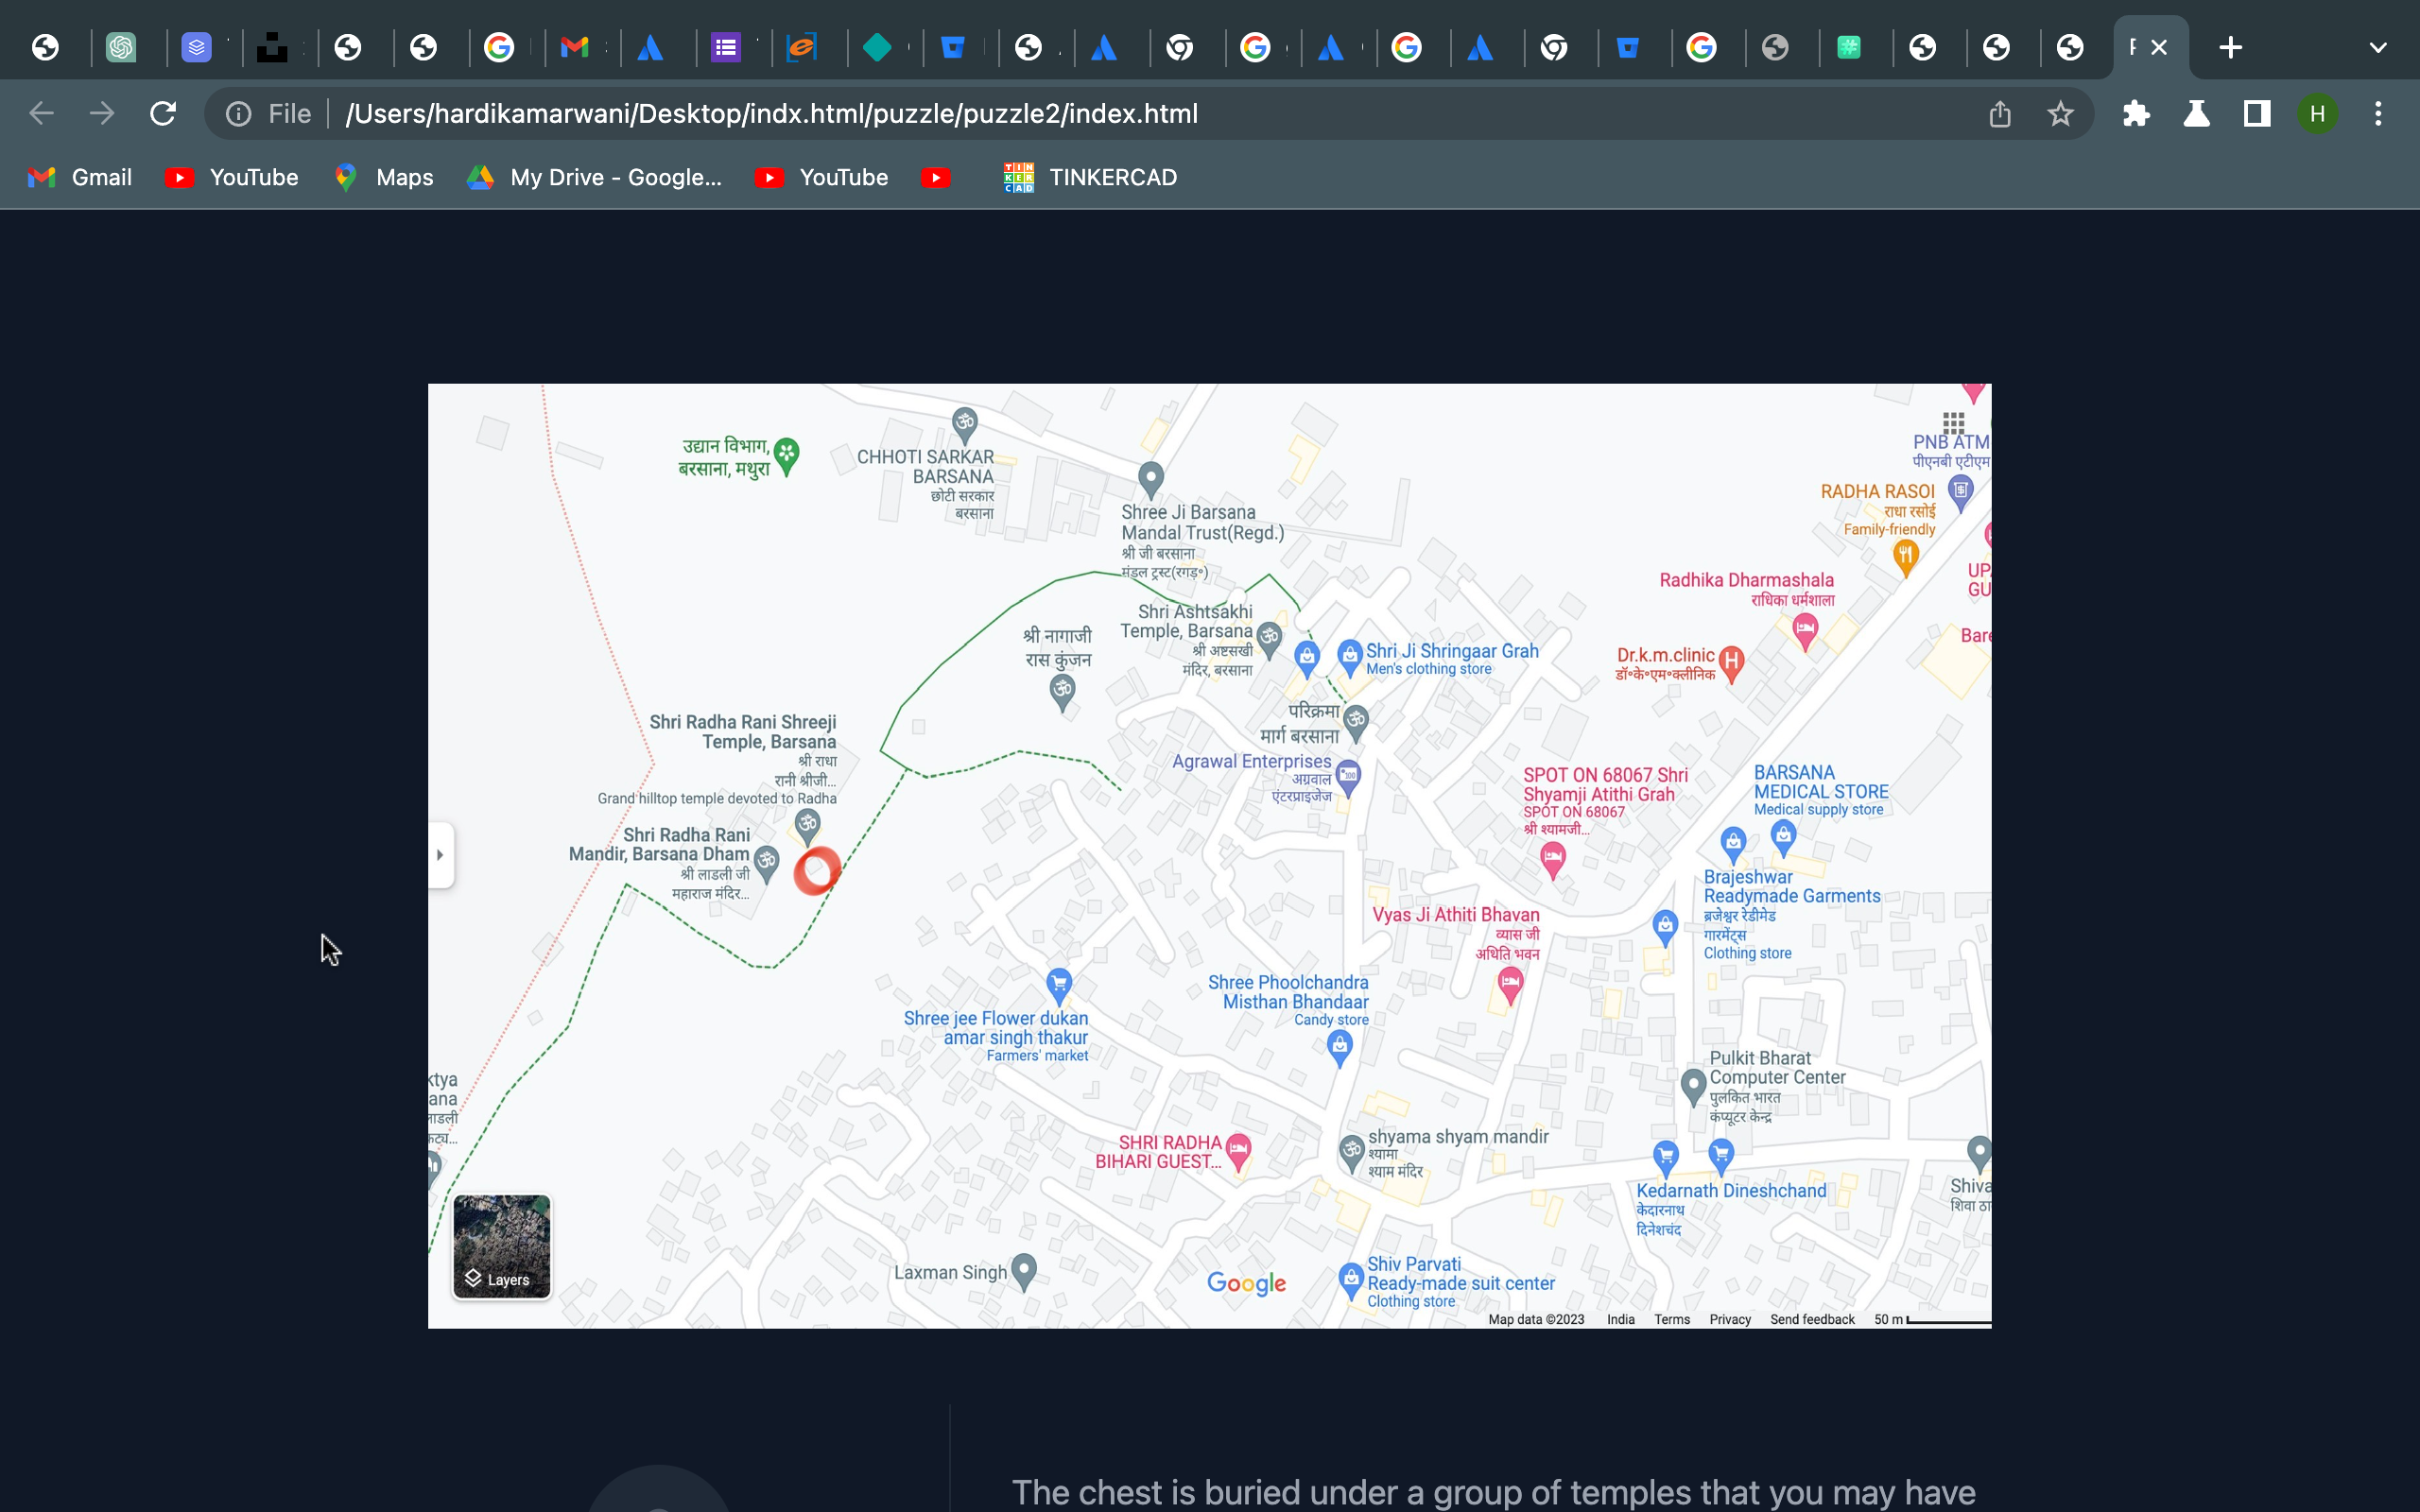 File
/Users/hardikamarwani/Desktop/indx.html/puzzle/puzzle2/index.html
H
Gmail
YouTube
Maps
My Drive - Google...
YouTube
TINKERCAD
उद्यान विभाग,
बरसाना, मथुरा
CHHOTI SARKAR
BARSANA
छोटी सरकार
बरसाना
Shree Ji Barsana
Mandal Trust(Regd.)
श्री जी बरसाना
मंडल ट्रस्ट(रगड़॰)
PNB ATM
पीएनबी एटीएम
RADHA RASOI
राधा रसोई
Family-friendly
UP
GU
Radhika Dharmashala
राधिका धर्मशाला
Shri Ashtsakhi
Temple, Barsana
श्री अष्टसखी
मंदिर, बरसाना
श्री नागाजी
रास कुंजन
Shri Ji Shringaar Grah
Men's clothing store
Dr.k.m.clinic
डॉ॰के॰एम॰क्लीनिक
Bar
परिक्रमा
मार्ग बरसाना
Shri Radha Rani Shreeji
Temple, Barsana
श्री राधा
रानी श्रीजी...
Grand hilltop temple devoted to Radha
Agrawal Enterprises
अग्रवाल
एंटरप्राइजेज
SPOT ON 68067 Shri
Shyamji Atithi Grah
SPOT ON 68067
श्री श्यामजी...
BARSANA
MEDICAL STORE
Medical supply store
Shri Radha Rani
Mandir, Barsana Dham
श्री लाडली जी
महाराज मंदिर...
Brajeshwar
Readymade Garments
ब्रजेश्वर रेडीमेड
गारमेंट्स
Clothing store
Vyas Ji Athiti Bhavan
व्यास जी
अथिति भवन
Shree Phoolchandra
Misthan Bhandaar
Candy store
Shree jee Flower dukan
amar singh thakur
Farmers' market
Pulkit Bharat
Computer Center
पुलकित भारत
कंप्यूटर केन्द्र
ktya
ana
लाडली
SHRI RADHA
BIHARI GUEST...
shyama shyam mandir
श्यामा
श्याम मंदिर
Kedarnath Dineshchand
केदारनाथ
दिनेशचंद
Shiva
शिवा ठा
Layers
Laxman Singh
Google
Shiv Parvati
Ready-made suit center
Clothing store
Map data ©2023 India Terms Privacy Send feedback 50 m
The chest is buried under a group of temples that you may have